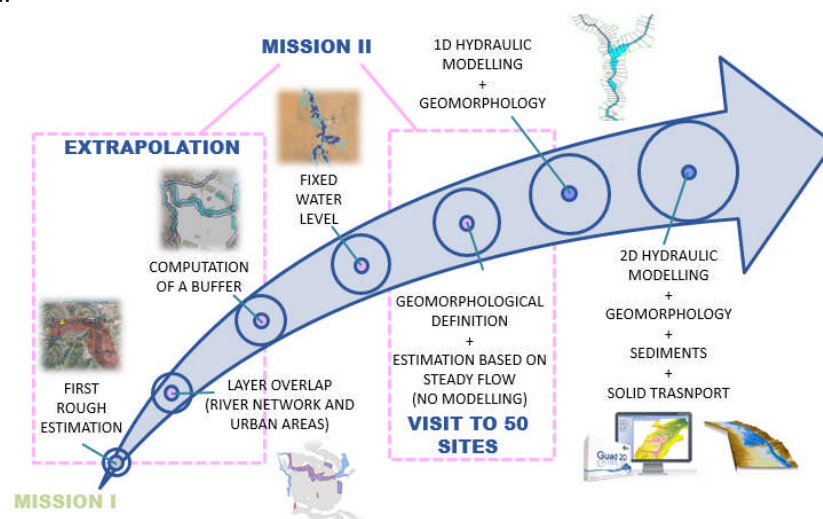 MISSION II
1D HYDRAULIC
MODELLING
+
GEOMORPHOLOGY
EXTRAPOLATION
FIXED
WATER
LEVEL
COMPUTATION
OF A BUFFER
2D HYDRAULIC
MODELLING
+
GEOMORPHOLOGY
+
SEDIMENTS
+
SOLID TRASNPORT
GEOMORPHOLOGICAL
DEFINITION
+
ESTIMATION BASED ON
STEADY FLOW
(NO MODELLING)
FIRST
ROUGH
ESTIMATION
LAYER OVERLAP
(RIVER NETWORK AND
URBAN AREAS)
VISIT TO 50
SITES
MISSION I
Guad 2D